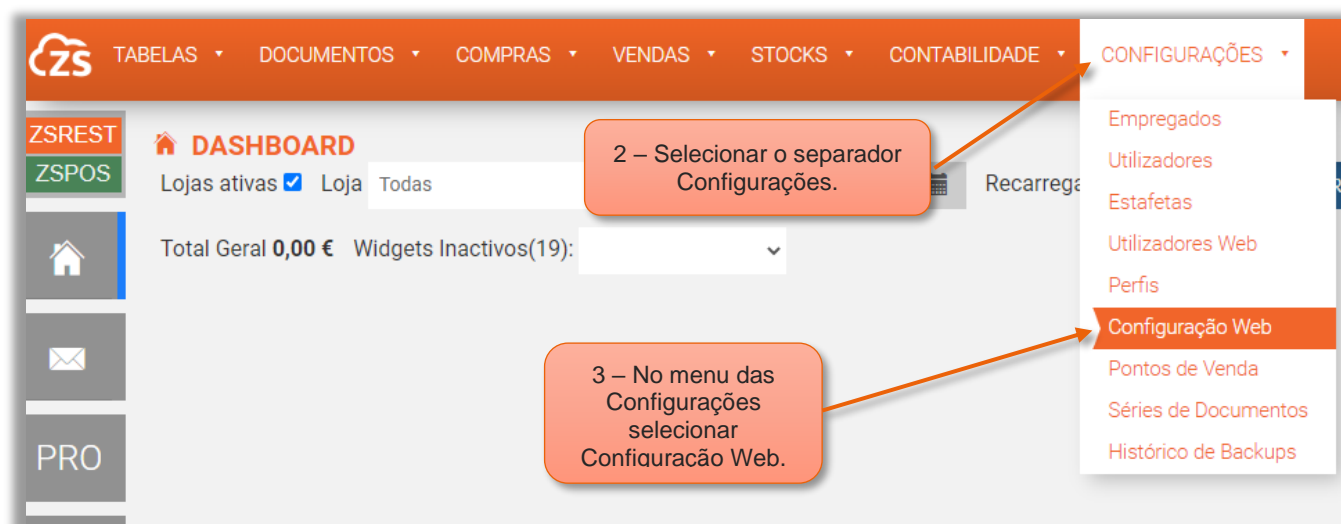 ZS TABELAS DOCUMENTOS COMPRAS VENDAS STOCKS CONTABILIDADE CONFIGURAÇÕES
ZSREST
ZSPOS
DASHBOARD
Lojas ativas Loja Todas
Recarrega
Total Geral 0,00 € Widgets Inactivos(19):
2 – Selecionar o separador
Configurações.
Empregados
Utilizadores
Estafetas
Utilizadores Web
Perfis
Configuração Web
Pontos de Venda
Séries de Documentos
Histórico de Backups
3 – No menu das
Configurações
selecionar
Configuração Web.
PRO